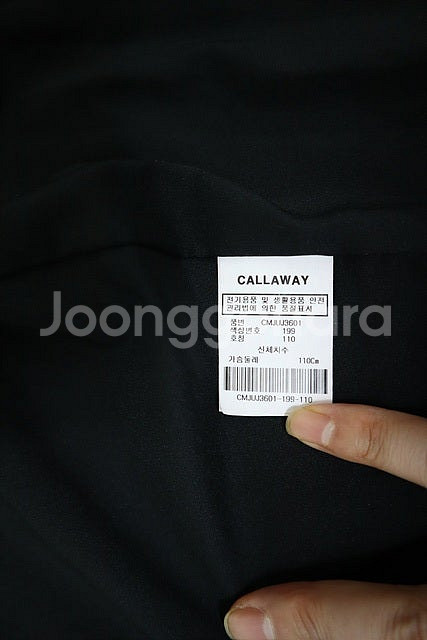 CALLAWAY
전기용품 및 생활용품 안전
관리법에 의한 품질표시
Joonggonara
품번 CMJUJ3601
색상번호 199
호칭 110
신체치수
가슴둘레 110Cm
CMJUJ3601-199-110